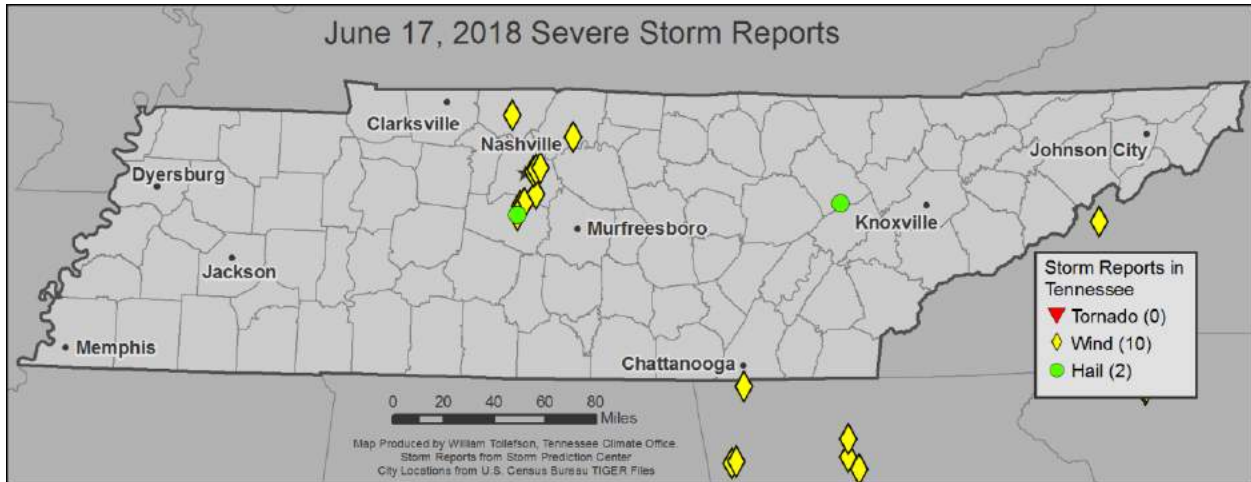 June 17, 2018 Severe Storm Reports
Clarksville
Nashville
Johnson City
Dyersburg
Murfreesboro
Knoxville
Jackson
Memphis
Chattanooga
Storm Reports in
Tennessee
Tornado (0)
Wind (10)
Hail (2)
0 20 40 60 80
Miles
Map Produced by William Tollefson, Tennessee Climate Office.
Storm Reports from Storm Prediction Center
City Locations from U.S. Census Bureau TIGER Files